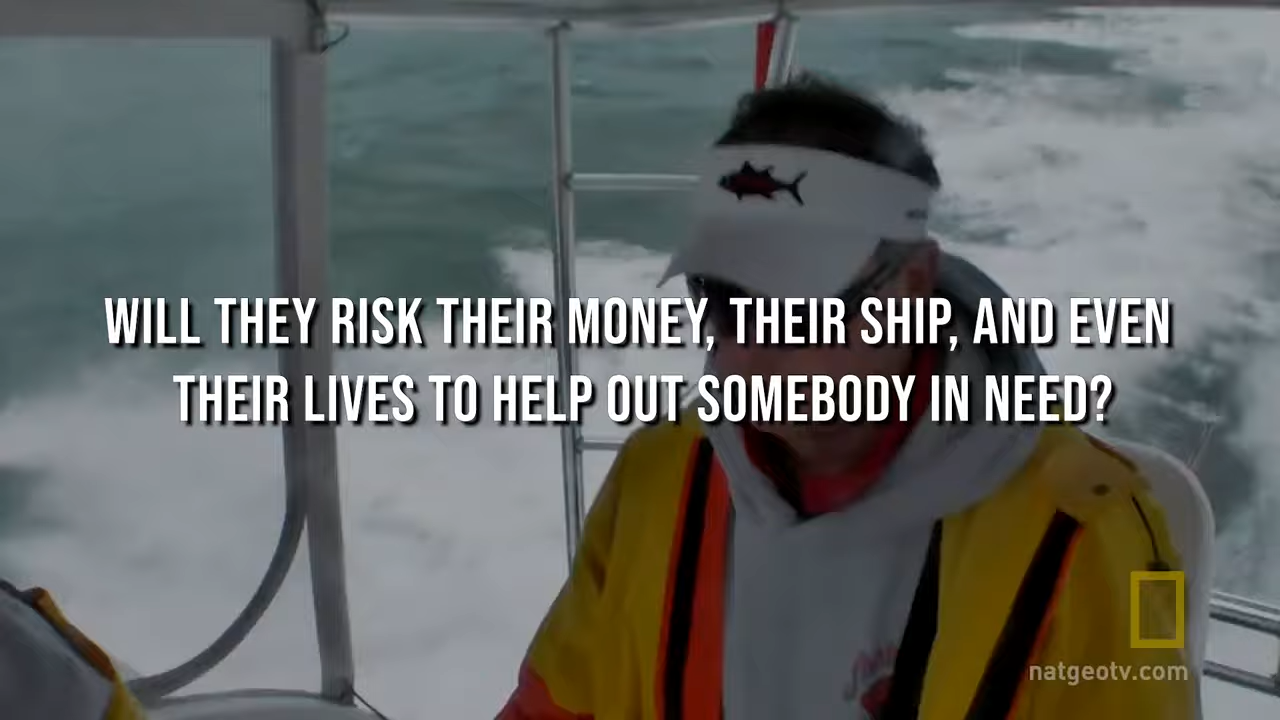 WILL THEY RISK THEIR MONEY, THEIR SHIP, AND EVEN
THEIR LIVES TO HELP OUT SOMEBODY IN NEED?
natgeotv.com